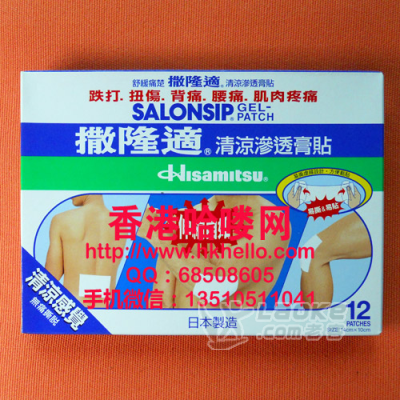 舒緩痛楚 撒隆適® 清涼滲透膏貼
跌打. 扭傷. 背痛. 腰痛. 肌肉疼痛
SALONSIP® GEL-PATCH
撒隆適® 清涼滲透膏貼
Hisamitsu®
香港哈喽网
www.hkhello.com
QQ：68508605
手机微信：13510511041
清涼感覺
日本製造
12
PATCHES
Laoke.com